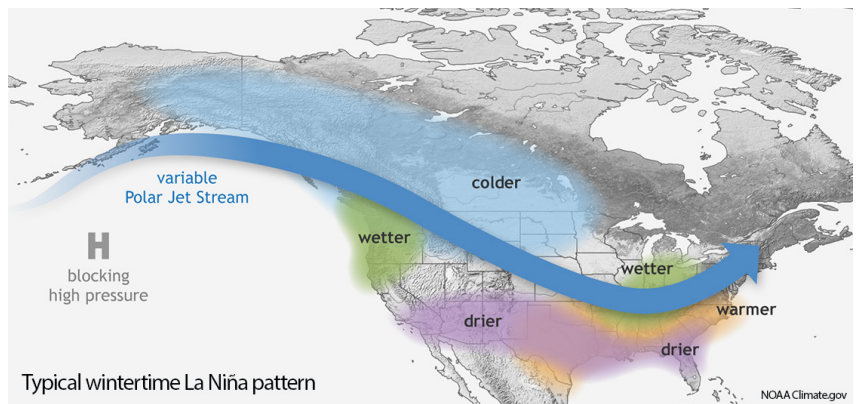 variable
Polar Jet Stream
colder
H
blocking
high pressure
wetter
wetter
warmer
drier
drier
Typical wintertime La Niña pattern
NOAA Climate.gov